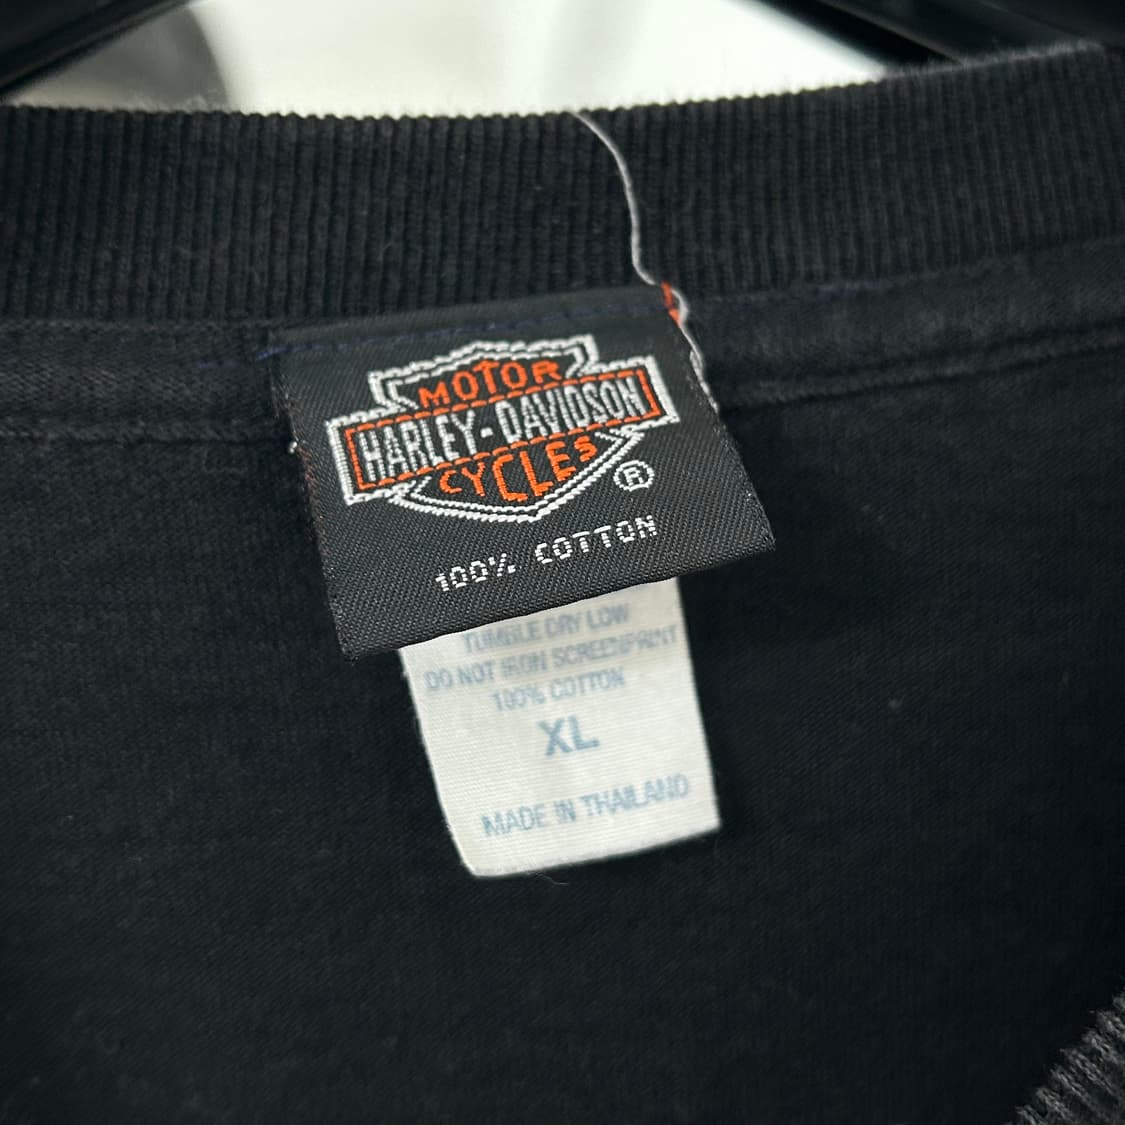 MOTOR
HARLEY-DAVIDSON
CYCLES
®
100% COTTON
TUMBLE DRY LOW
DO NOT IRON SCREENPRINT
100% COTTON
XL
MADE IN THAILAND